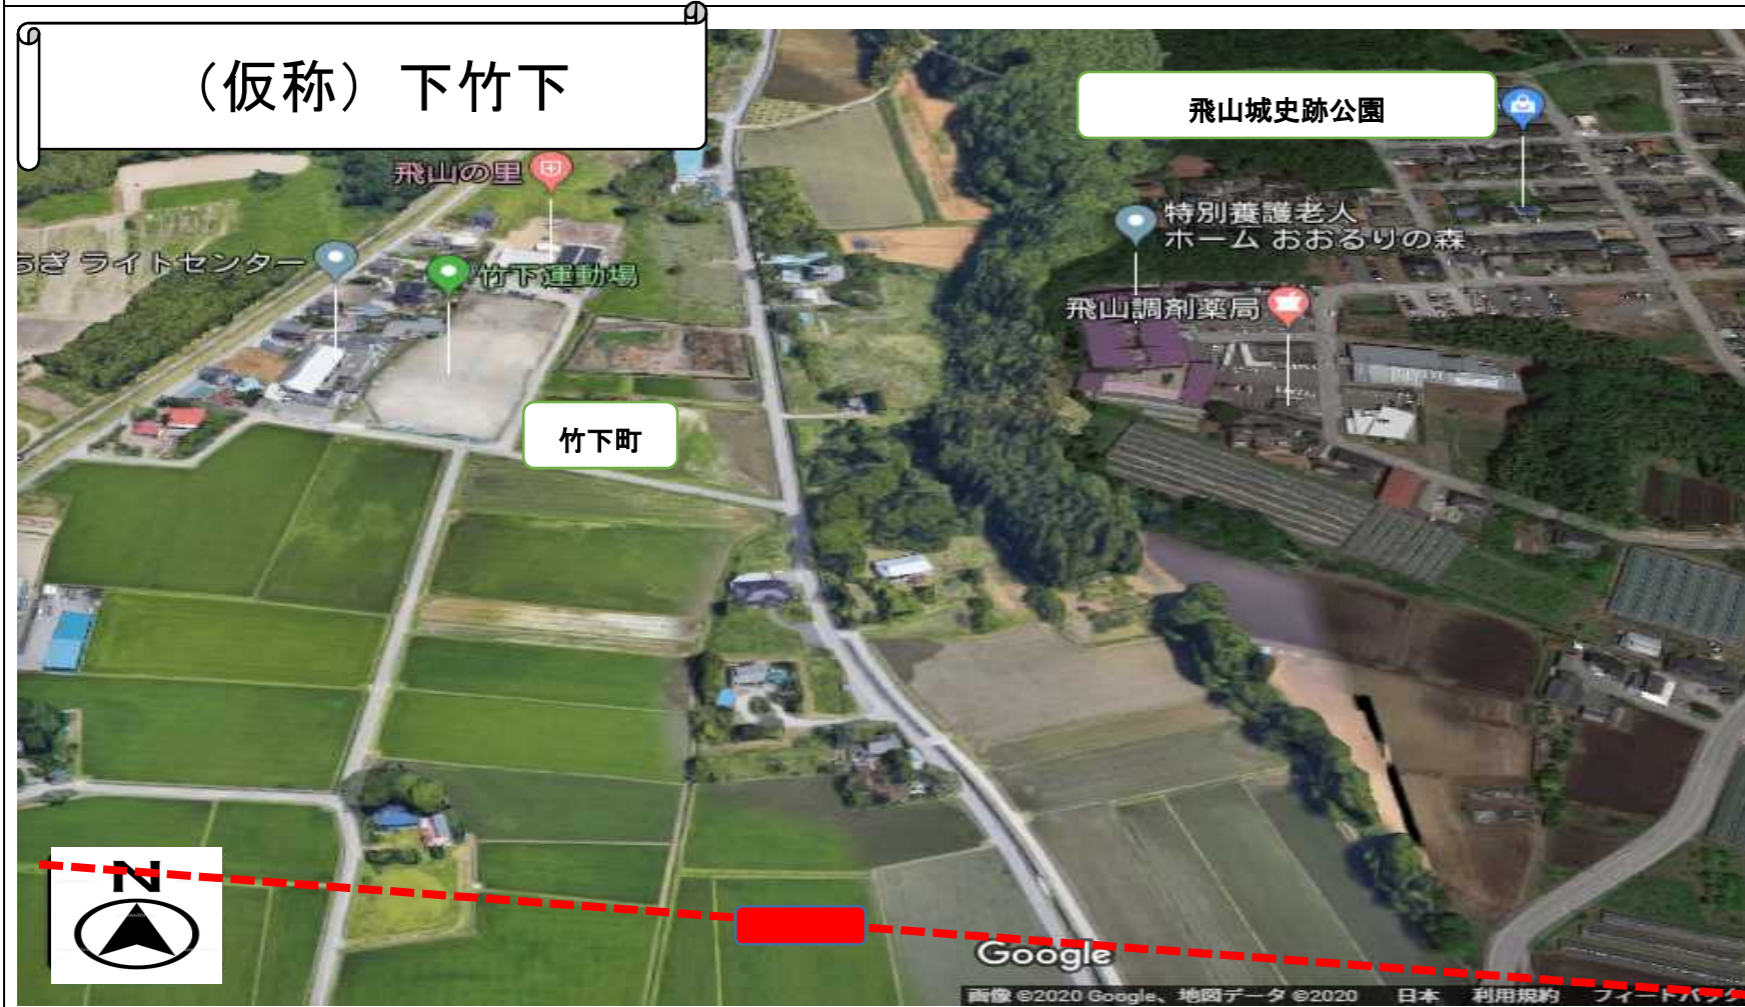 （仮称）下竹下
飛山城史跡公園
飛山の里
特別養護老人
ホーム おおるりの森
ライトセンター
竹下運動場
飛山調剤薬局
竹下町
N
Google
画像 ©2020 Google、地図データ ©2020 日本 利用規約